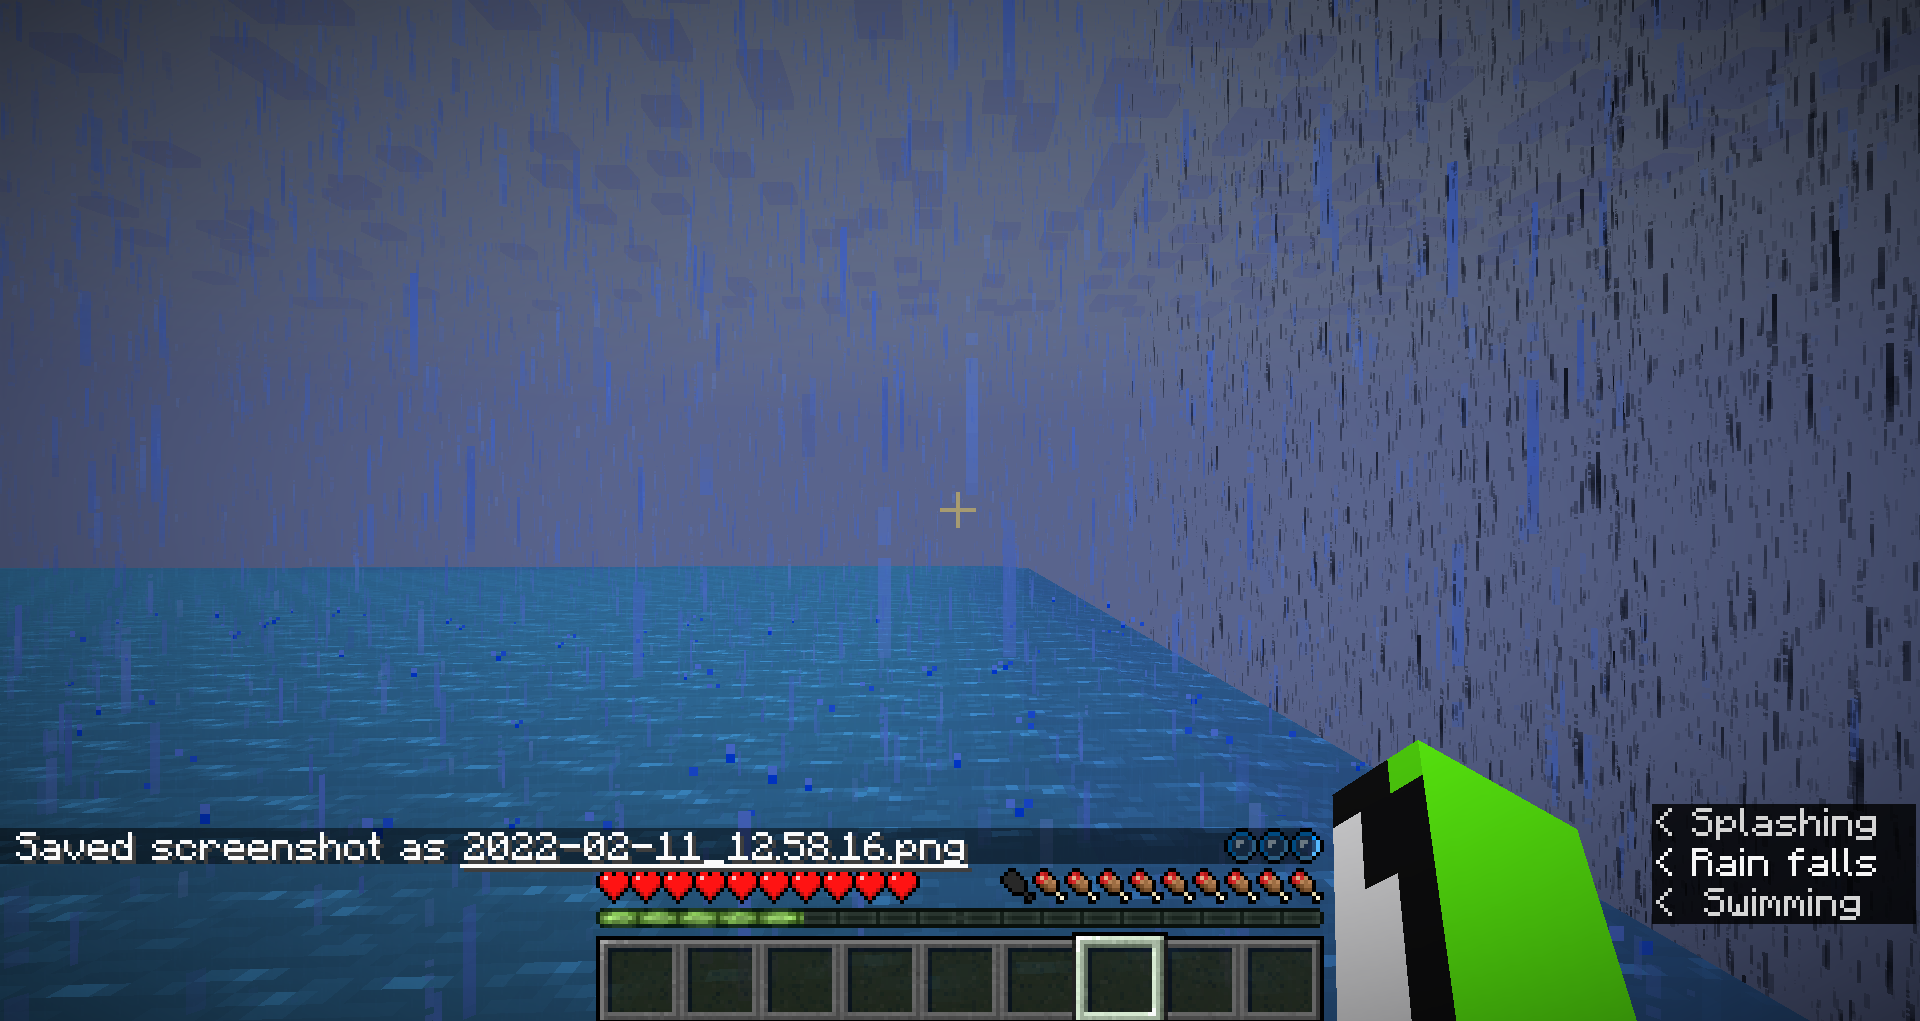 Saved screenshot as 2022-02-11_12.58.16.png
< Splashing
< Rain falls
< Swimming